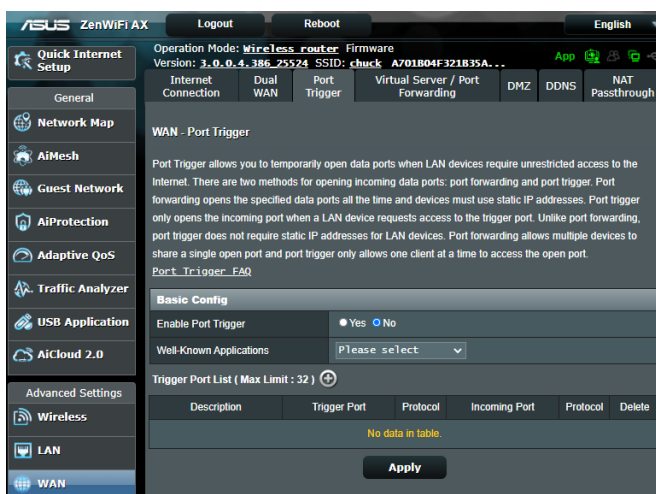 ASUS ZenWiFi AX Logout Reboot English
Quick Internet Setup
Operation Mode: Wireless router Firmware
Version: 3.0.0.4.386_25524 SSID: chuck A701B04F321B35A...
App
Internet Connection Dual WAN Port Trigger Virtual Server / Port Forwarding DMZ DDNS NAT Passthrough
General
Network Map
AiMesh
Guest Network
AiProtection
Adaptive QoS
Traffic Analyzer
USB Application
AiCloud 2.0
Advanced Settings
Wireless
LAN
WAN
WAN - Port Trigger
Port Trigger allows you to temporarily open data ports when LAN devices require unrestricted access to the
Internet. There are two methods for opening incoming data ports: port forwarding and port trigger. Port
forwarding opens the specified data ports all the time and devices must use static IP addresses. Port trigger
only opens the incoming port when a LAN device requests access to the trigger port. Unlike port forwarding,
port trigger does not require static IP addresses for LAN devices. Port forwarding allows multiple devices to
share a single open port and port trigger only allows one client at a time to access the open port.
Port Trigger FAQ
Basic Config
Enable Port Trigger Yes No
Well-Known Applications Please select
Trigger Port List ( Max Limit : 32 )
Description Trigger Port Protocol Incoming Port Protocol Delete
No data in table.
Apply